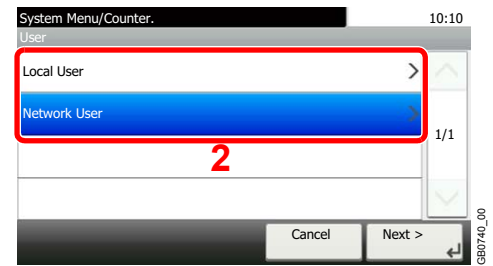 System Menu/Counter. 10:10
User
Local User
Network User
1/1
2
Cancel Next >
GB0740_00